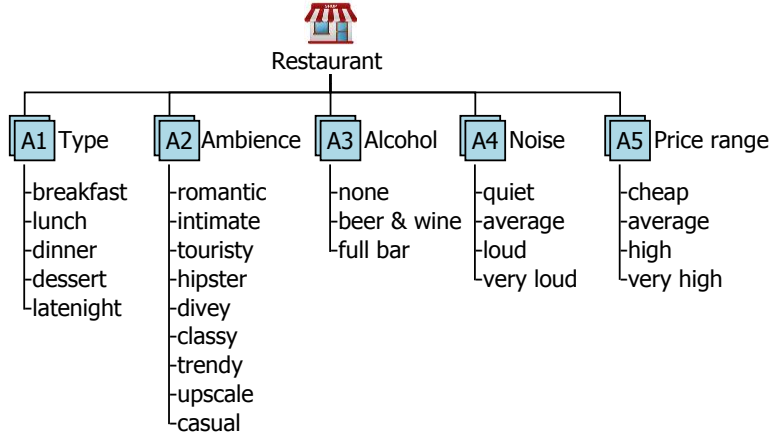 SHOP
Restaurant
A1 Type
breakfast
lunch
dinner
dessert
latenight
A2 Ambience
romantic
intimate
touristy
hipster
divey
classy
trendy
upscale
casual
A3 Alcohol
none
beer & wine
full bar
A4 Noise
quiet
average
loud
very loud
A5 Price range
cheap
average
high
very high